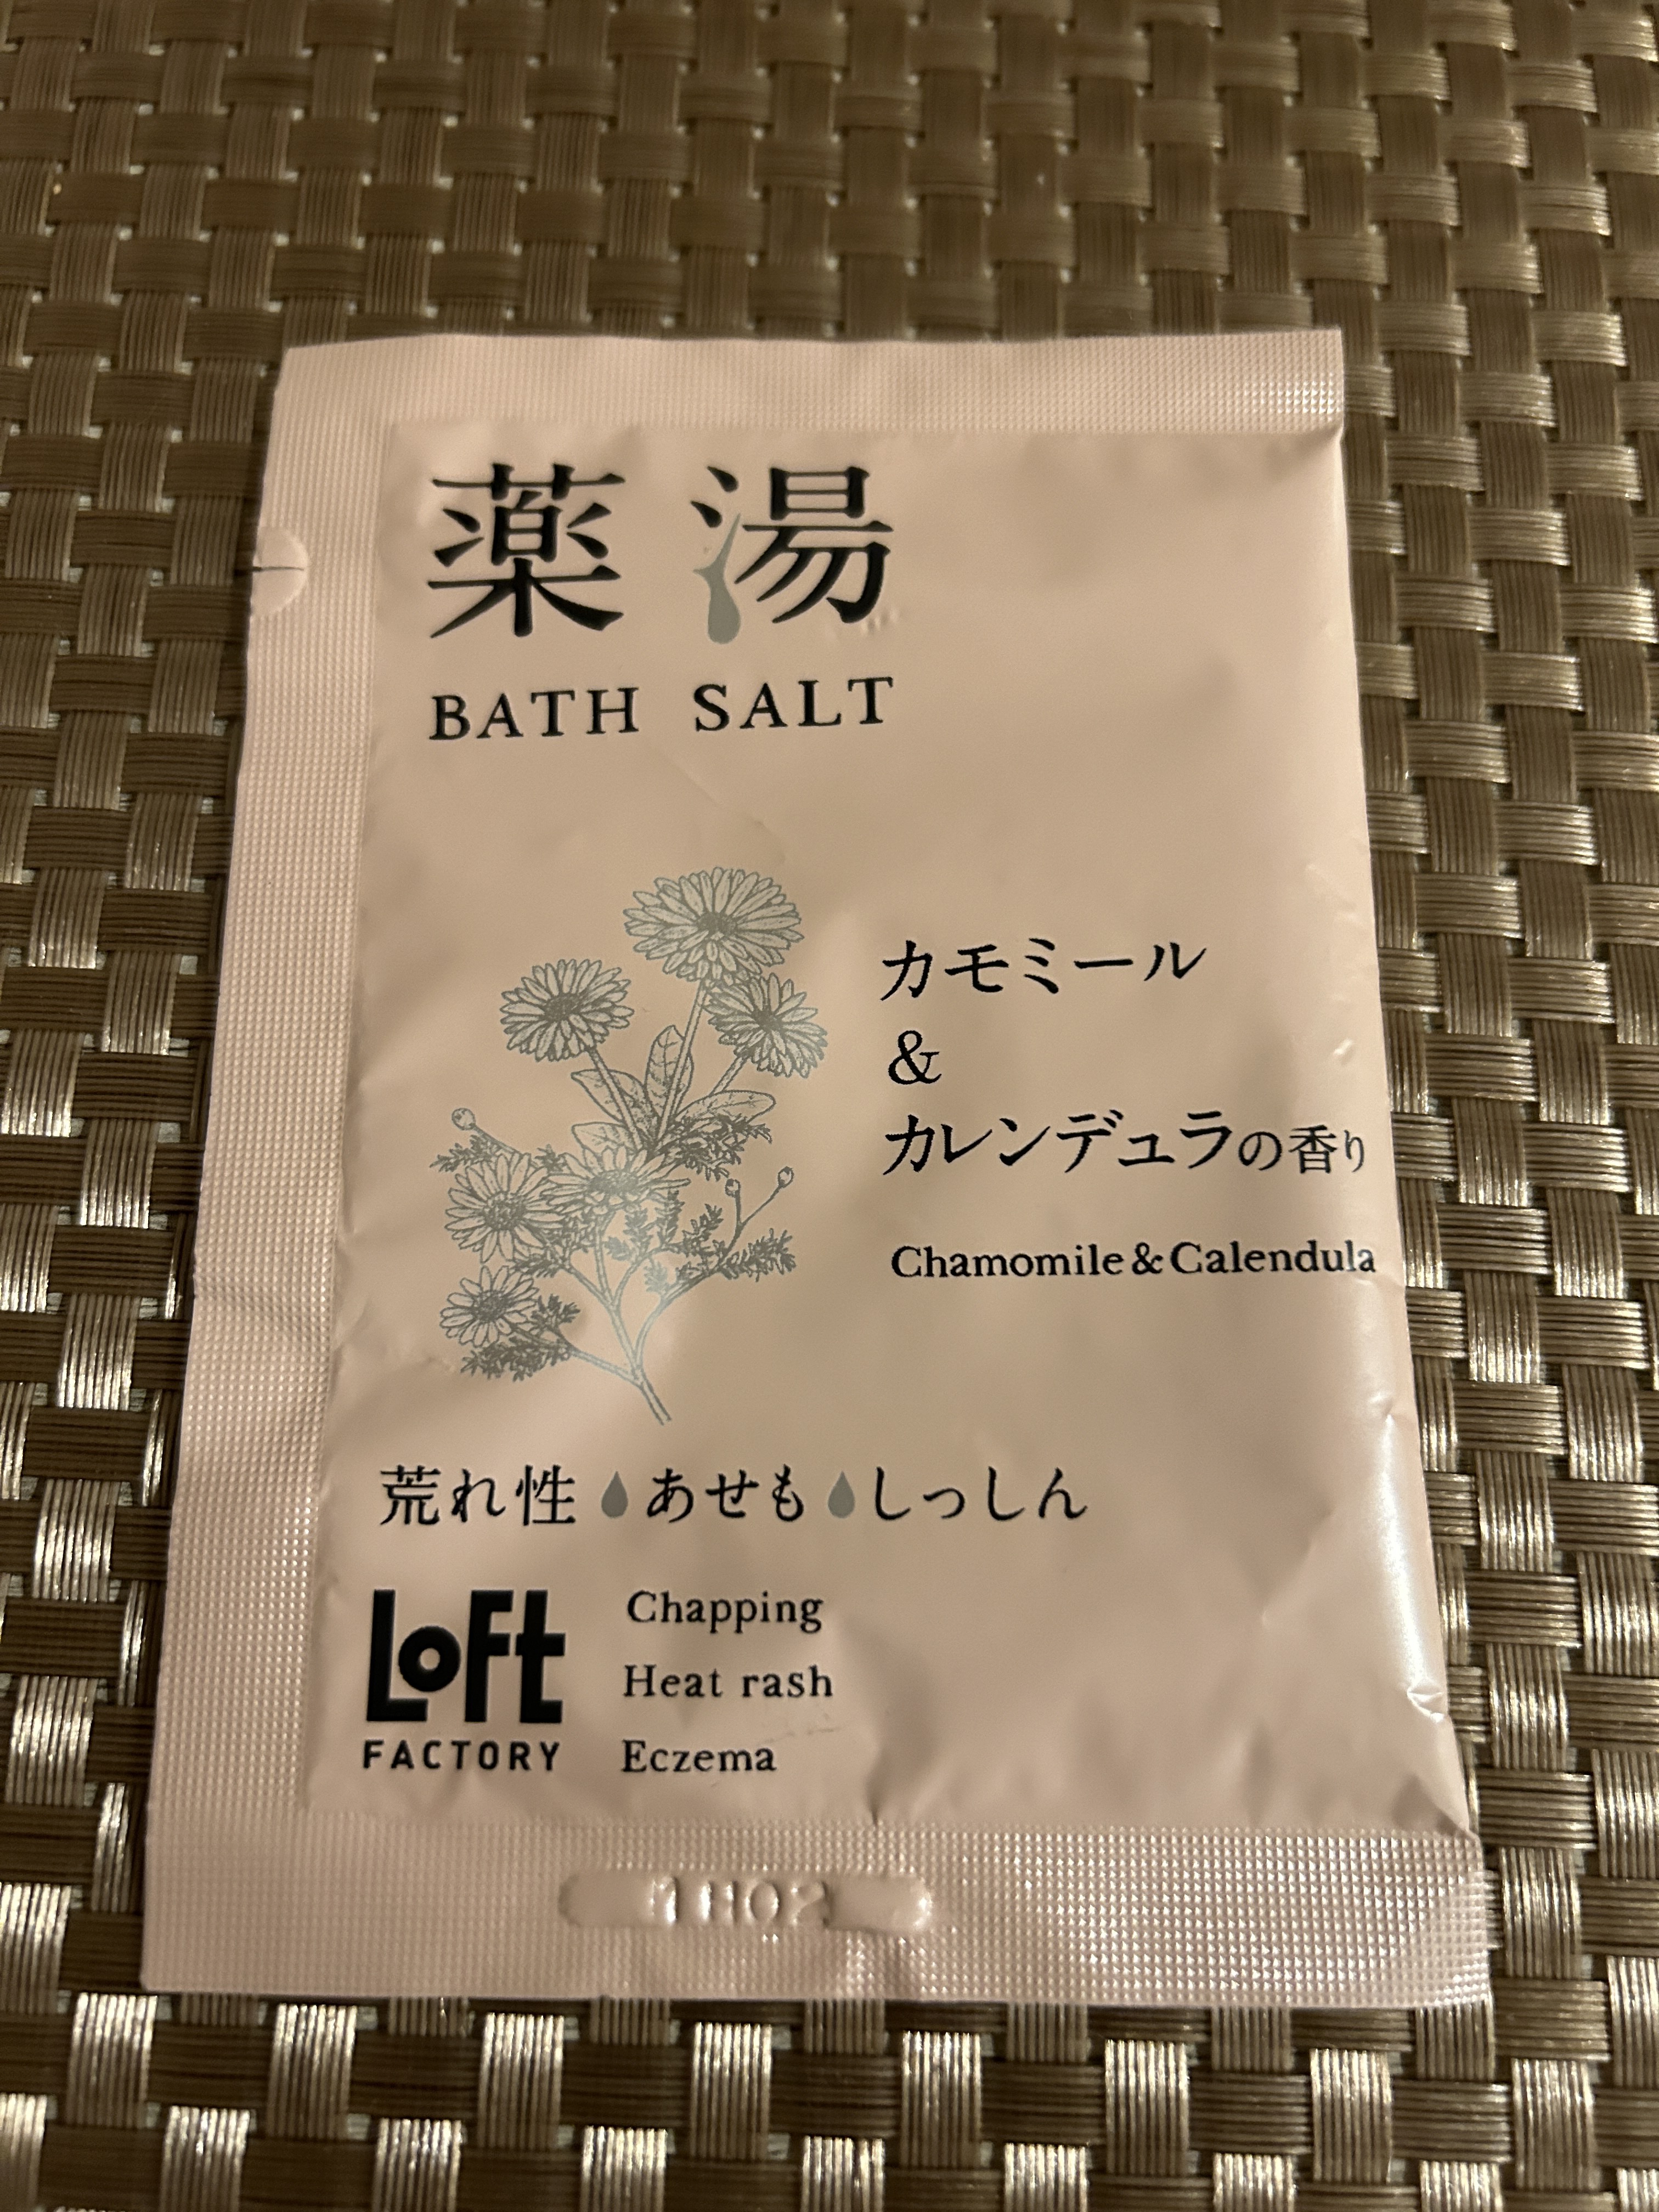 薬湯
BATH SALT
カモミール
&
カレンデュラの香り
Chamomile & Calendula
荒れ性 あせも しっしん
LOFT
FACTORY
Chapping
Heat rash
Eczema